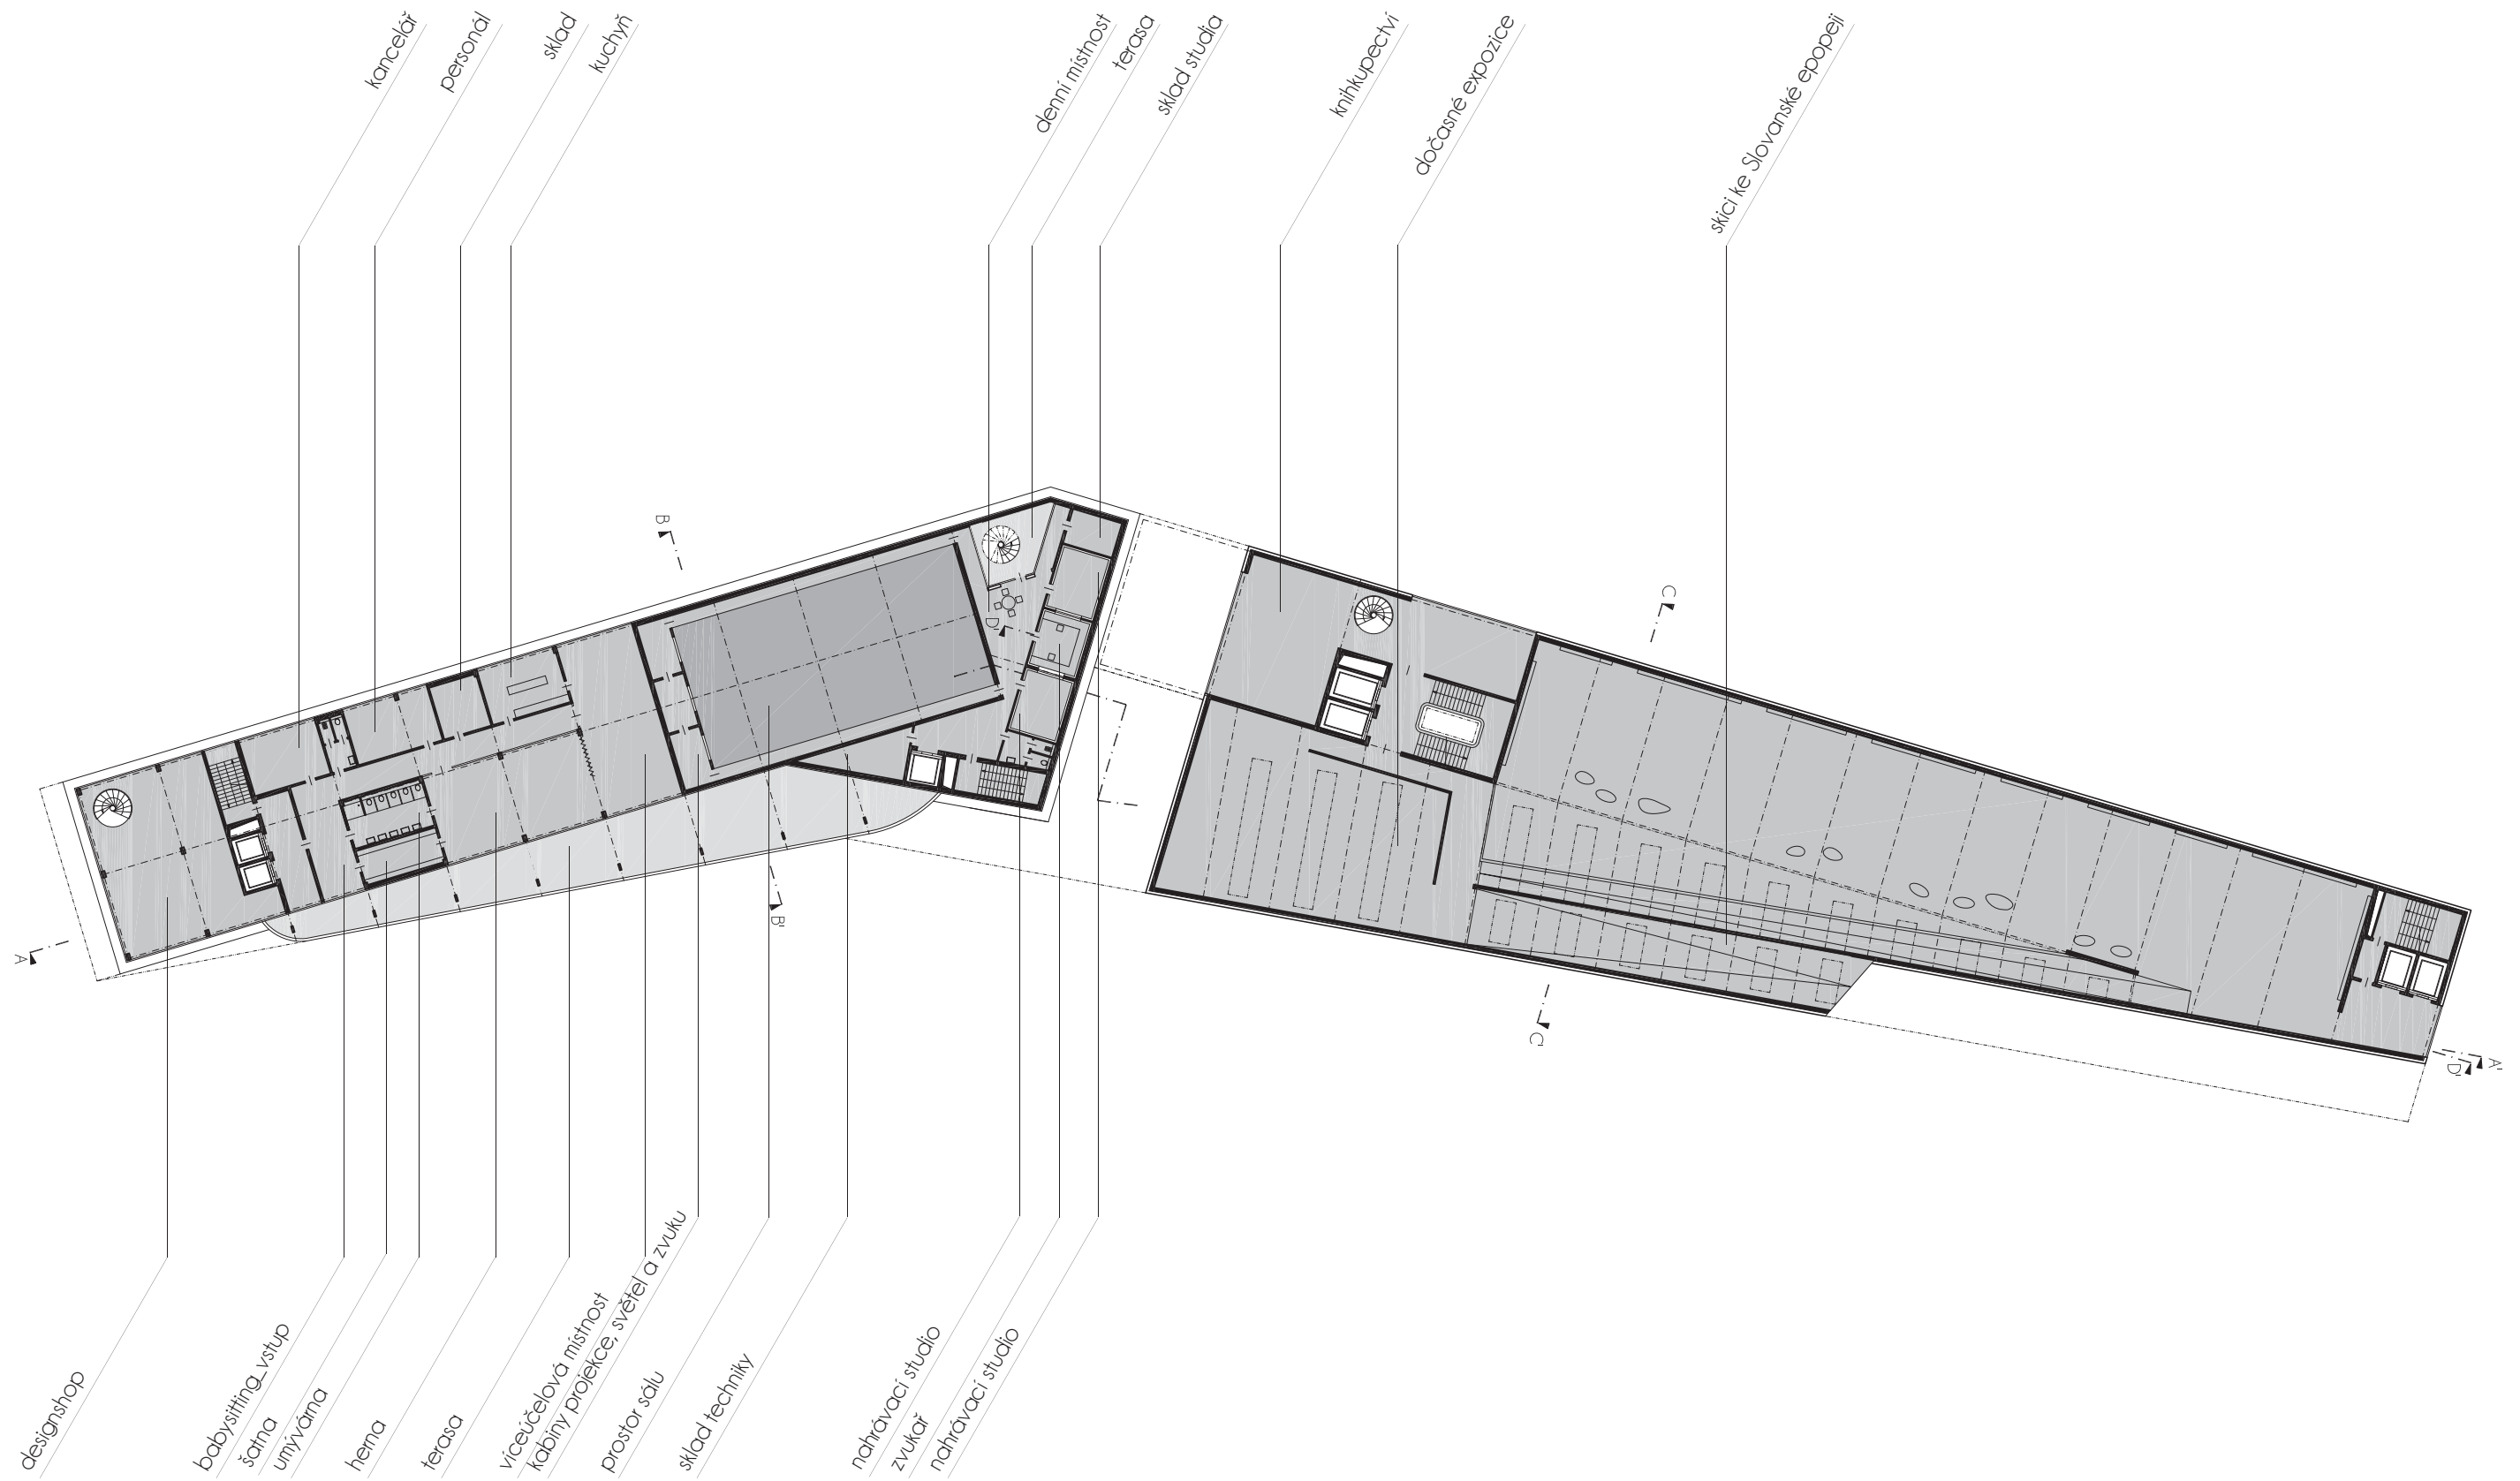 kancelář
personál
sklad
kuchyň
denní místnost
terasa
sklad studia
knihkupectví
dočasné expozice
skici ke Slovanské epopeji
B
C
D
B'
A
C'
A'
D'
designshop
babysitting_vstup
šatna
umývárna
herna
terasa
víceúčelová místnost
kabiny projekce, světel a zvuku
prostor sálu
sklad techniky
nahrávací studio
zvukař
nahrávací studio